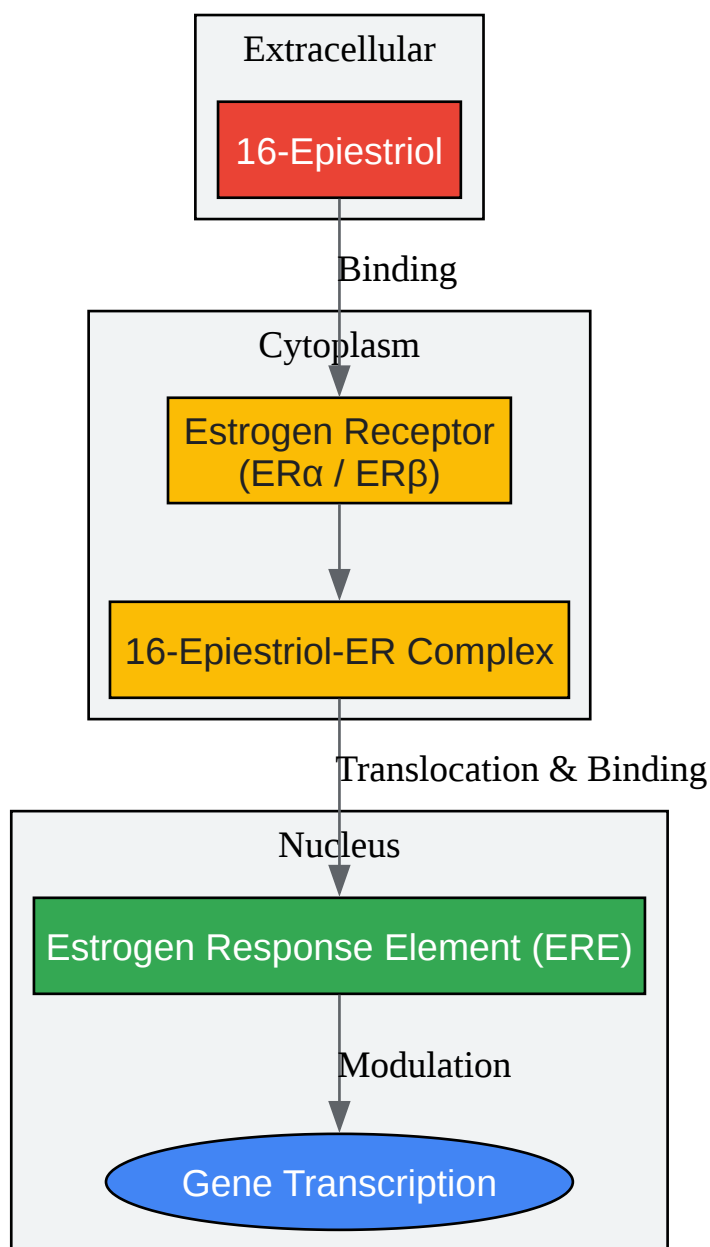 Extracellular
16-Epiestriol
Binding
Cytoplasm
Estrogen Receptor
(ERα / ERβ)
16-Epiestriol-ER Complex
Translocation & Binding
Nucleus
Estrogen Response Element (ERE)
Modulation
Gene Transcription